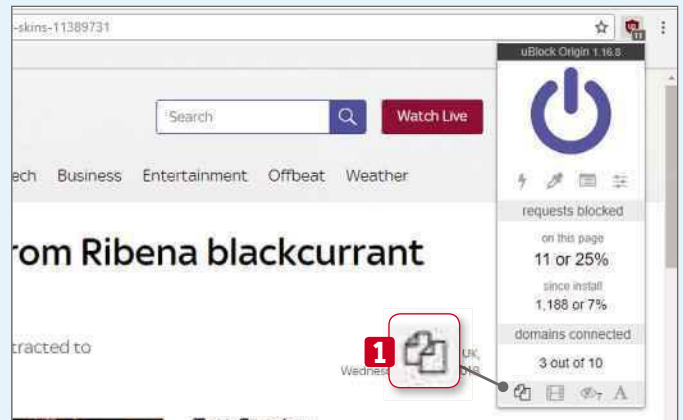 -skins-11389731
11
uBlock Origin 1.16.8
Search
Watch Live
ech Business Entertainment Offbeat Weather
requests blocked
on this page
11 or 25%
since install
1,188 or 7%
domains connected
3 out of 10
7 A
rom Ribena blackcurrant
tracted to
1
UK,
Wednes